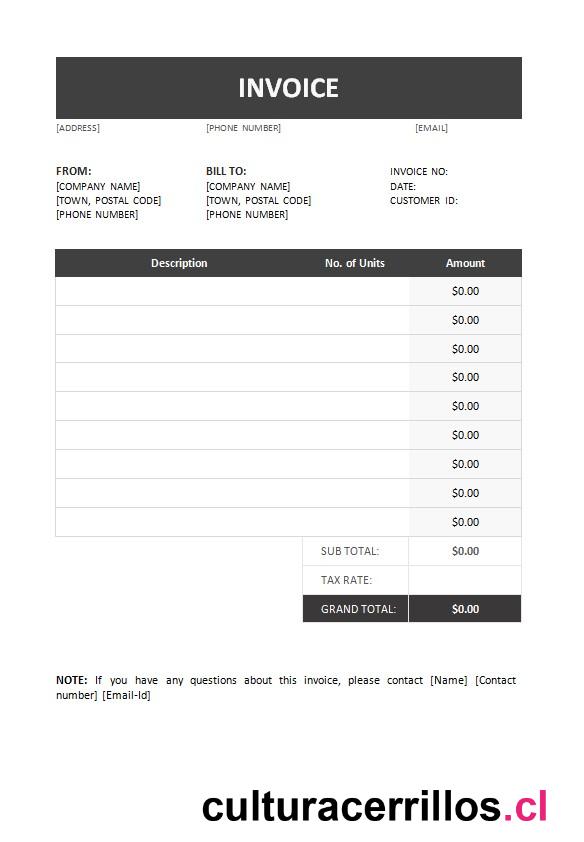 INVOICE
[ADDRESS] [PHONE NUMBER] [EMAIL]
FROM: BILL TO: INVOICE NO:
[COMPANY NAME] [COMPANY NAME] DATE:
[TOWN, POSTAL CODE] [TOWN, POSTAL CODE] CUSTOMER ID:
[PHONE NUMBER] [PHONE NUMBER]
Description No. of Units Amount
$0.00
$0.00
$0.00
$0.00
$0.00
$0.00
$0.00
$0.00
$0.00
SUB TOTAL: $0.00
TAX RATE:
GRAND TOTAL: $0.00
NOTE: If you have any questions about this invoice, please contact [Name] [Contact
number] [Email-Id]
culturacerrillos.cl